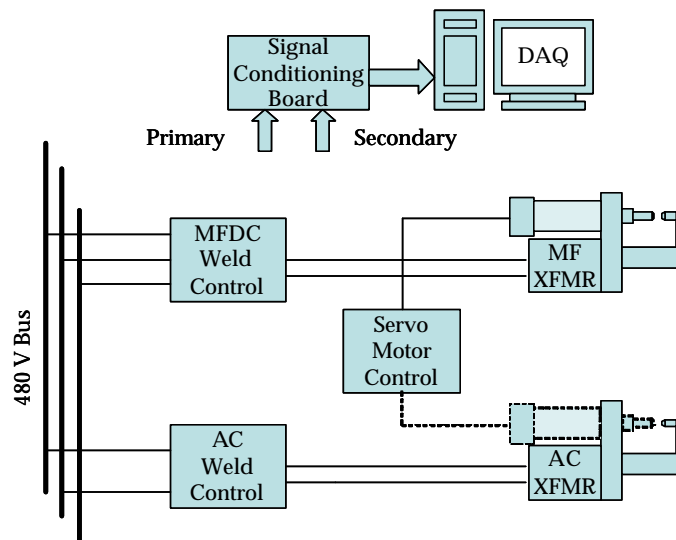 Signal
Conditioning
Board
DAQ
Primary
Secondary
480 V Bus
MFDC
Weld
Control
MF
XFMR
Servo
Motor
Control
AC
Weld
Control
AC
XFMR